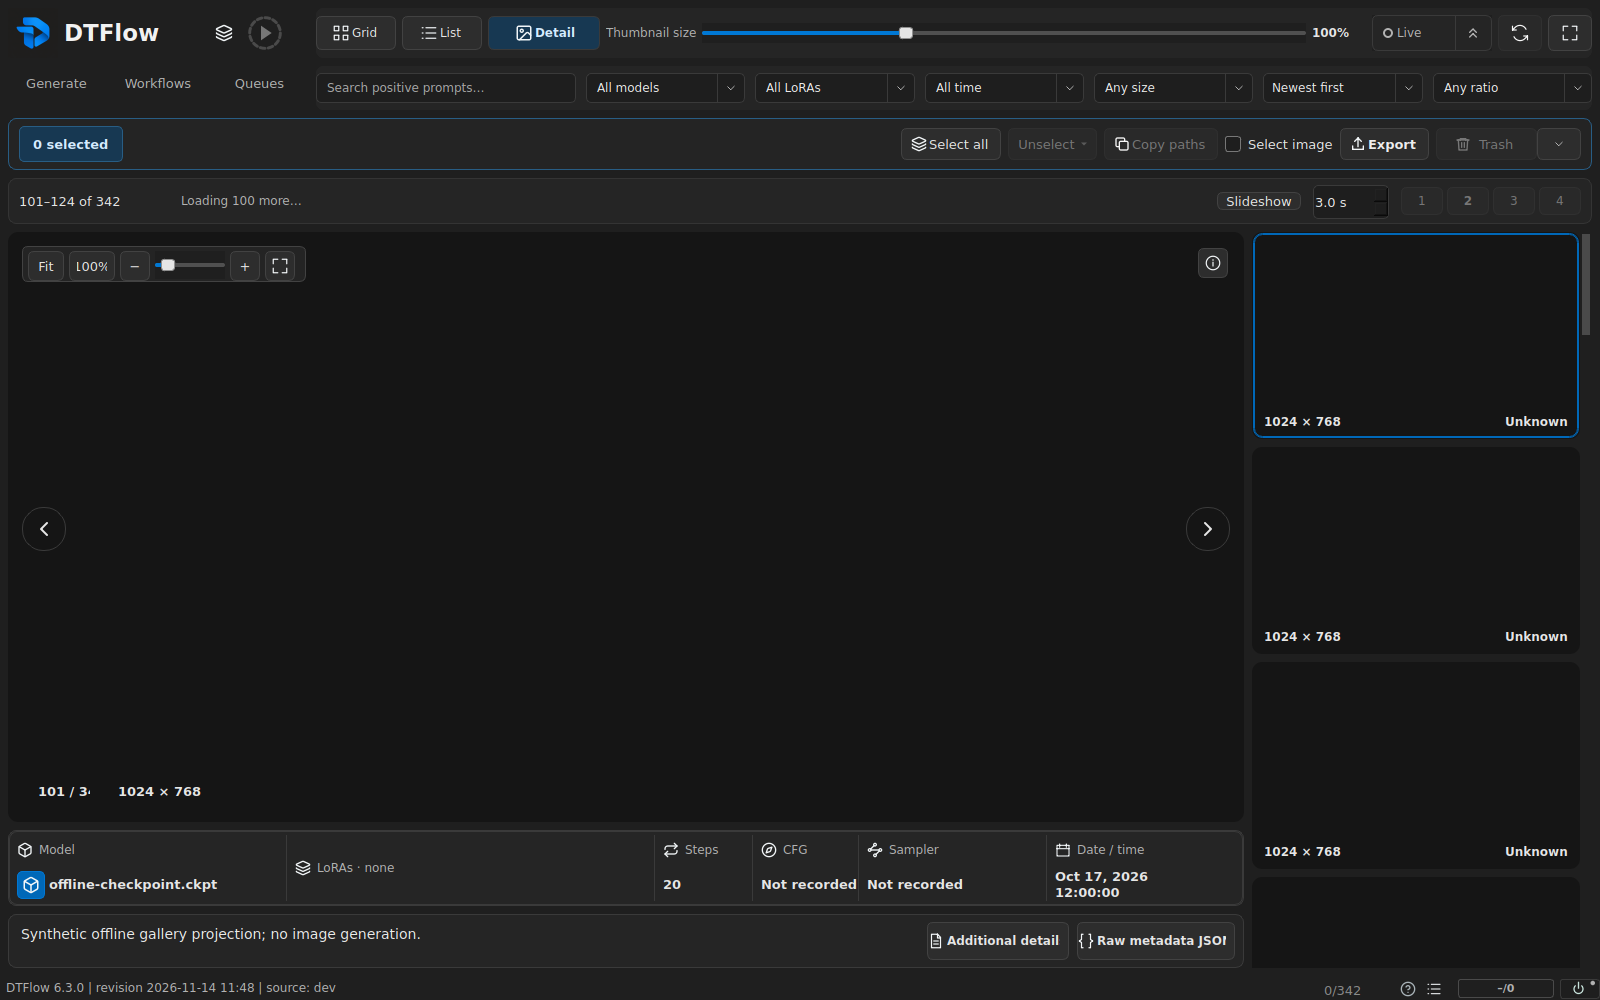 DTFlow
Grid
List
Detail
Thumbnail size
100%
Live
Generate
Workflows
Queues
Search positive prompts...
All models
All LoRAs
All time
Any size
Newest first
Any ratio
0 selected
Select all
Unselect
Copy paths
Select image
Export
Trash
101–124 of 342
Loading 100 more...
Slideshow
3.0 s
1
2
3
4
Fit
100%
1024 × 768
Unknown
1024 × 768
Unknown
1024 × 768
Unknown
101 / 34
1024 × 768
Model
offline-checkpoint.ckpt
LoRAs · none
Steps
20
CFG
Not recorded
Sampler
Not recorded
Date / time
Oct 17, 2026
12:00:00
Synthetic offline gallery projection; no image generation.
Additional detail
Raw metadata JSON
DTFlow 6.3.0 | revision 2026-11-14 11:48 | source: dev
0/342
–/0